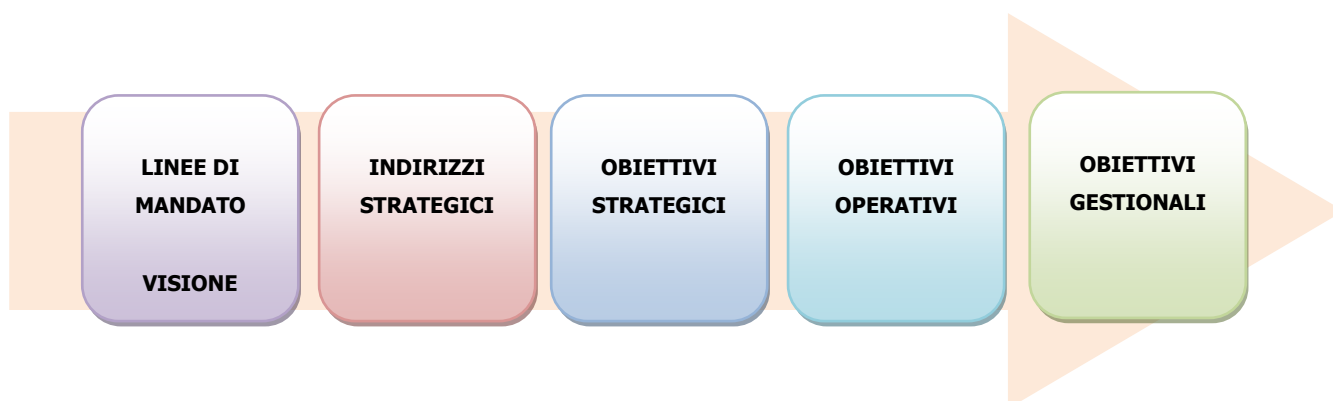 LINEE DI
MANDATO
VISIONE
INDIRIZZI
STRATEGICI
OBIETTIVI
STRATEGICI
OBIETTIVI
OPERATIVI
OBIETTIVI
GESTIONALI